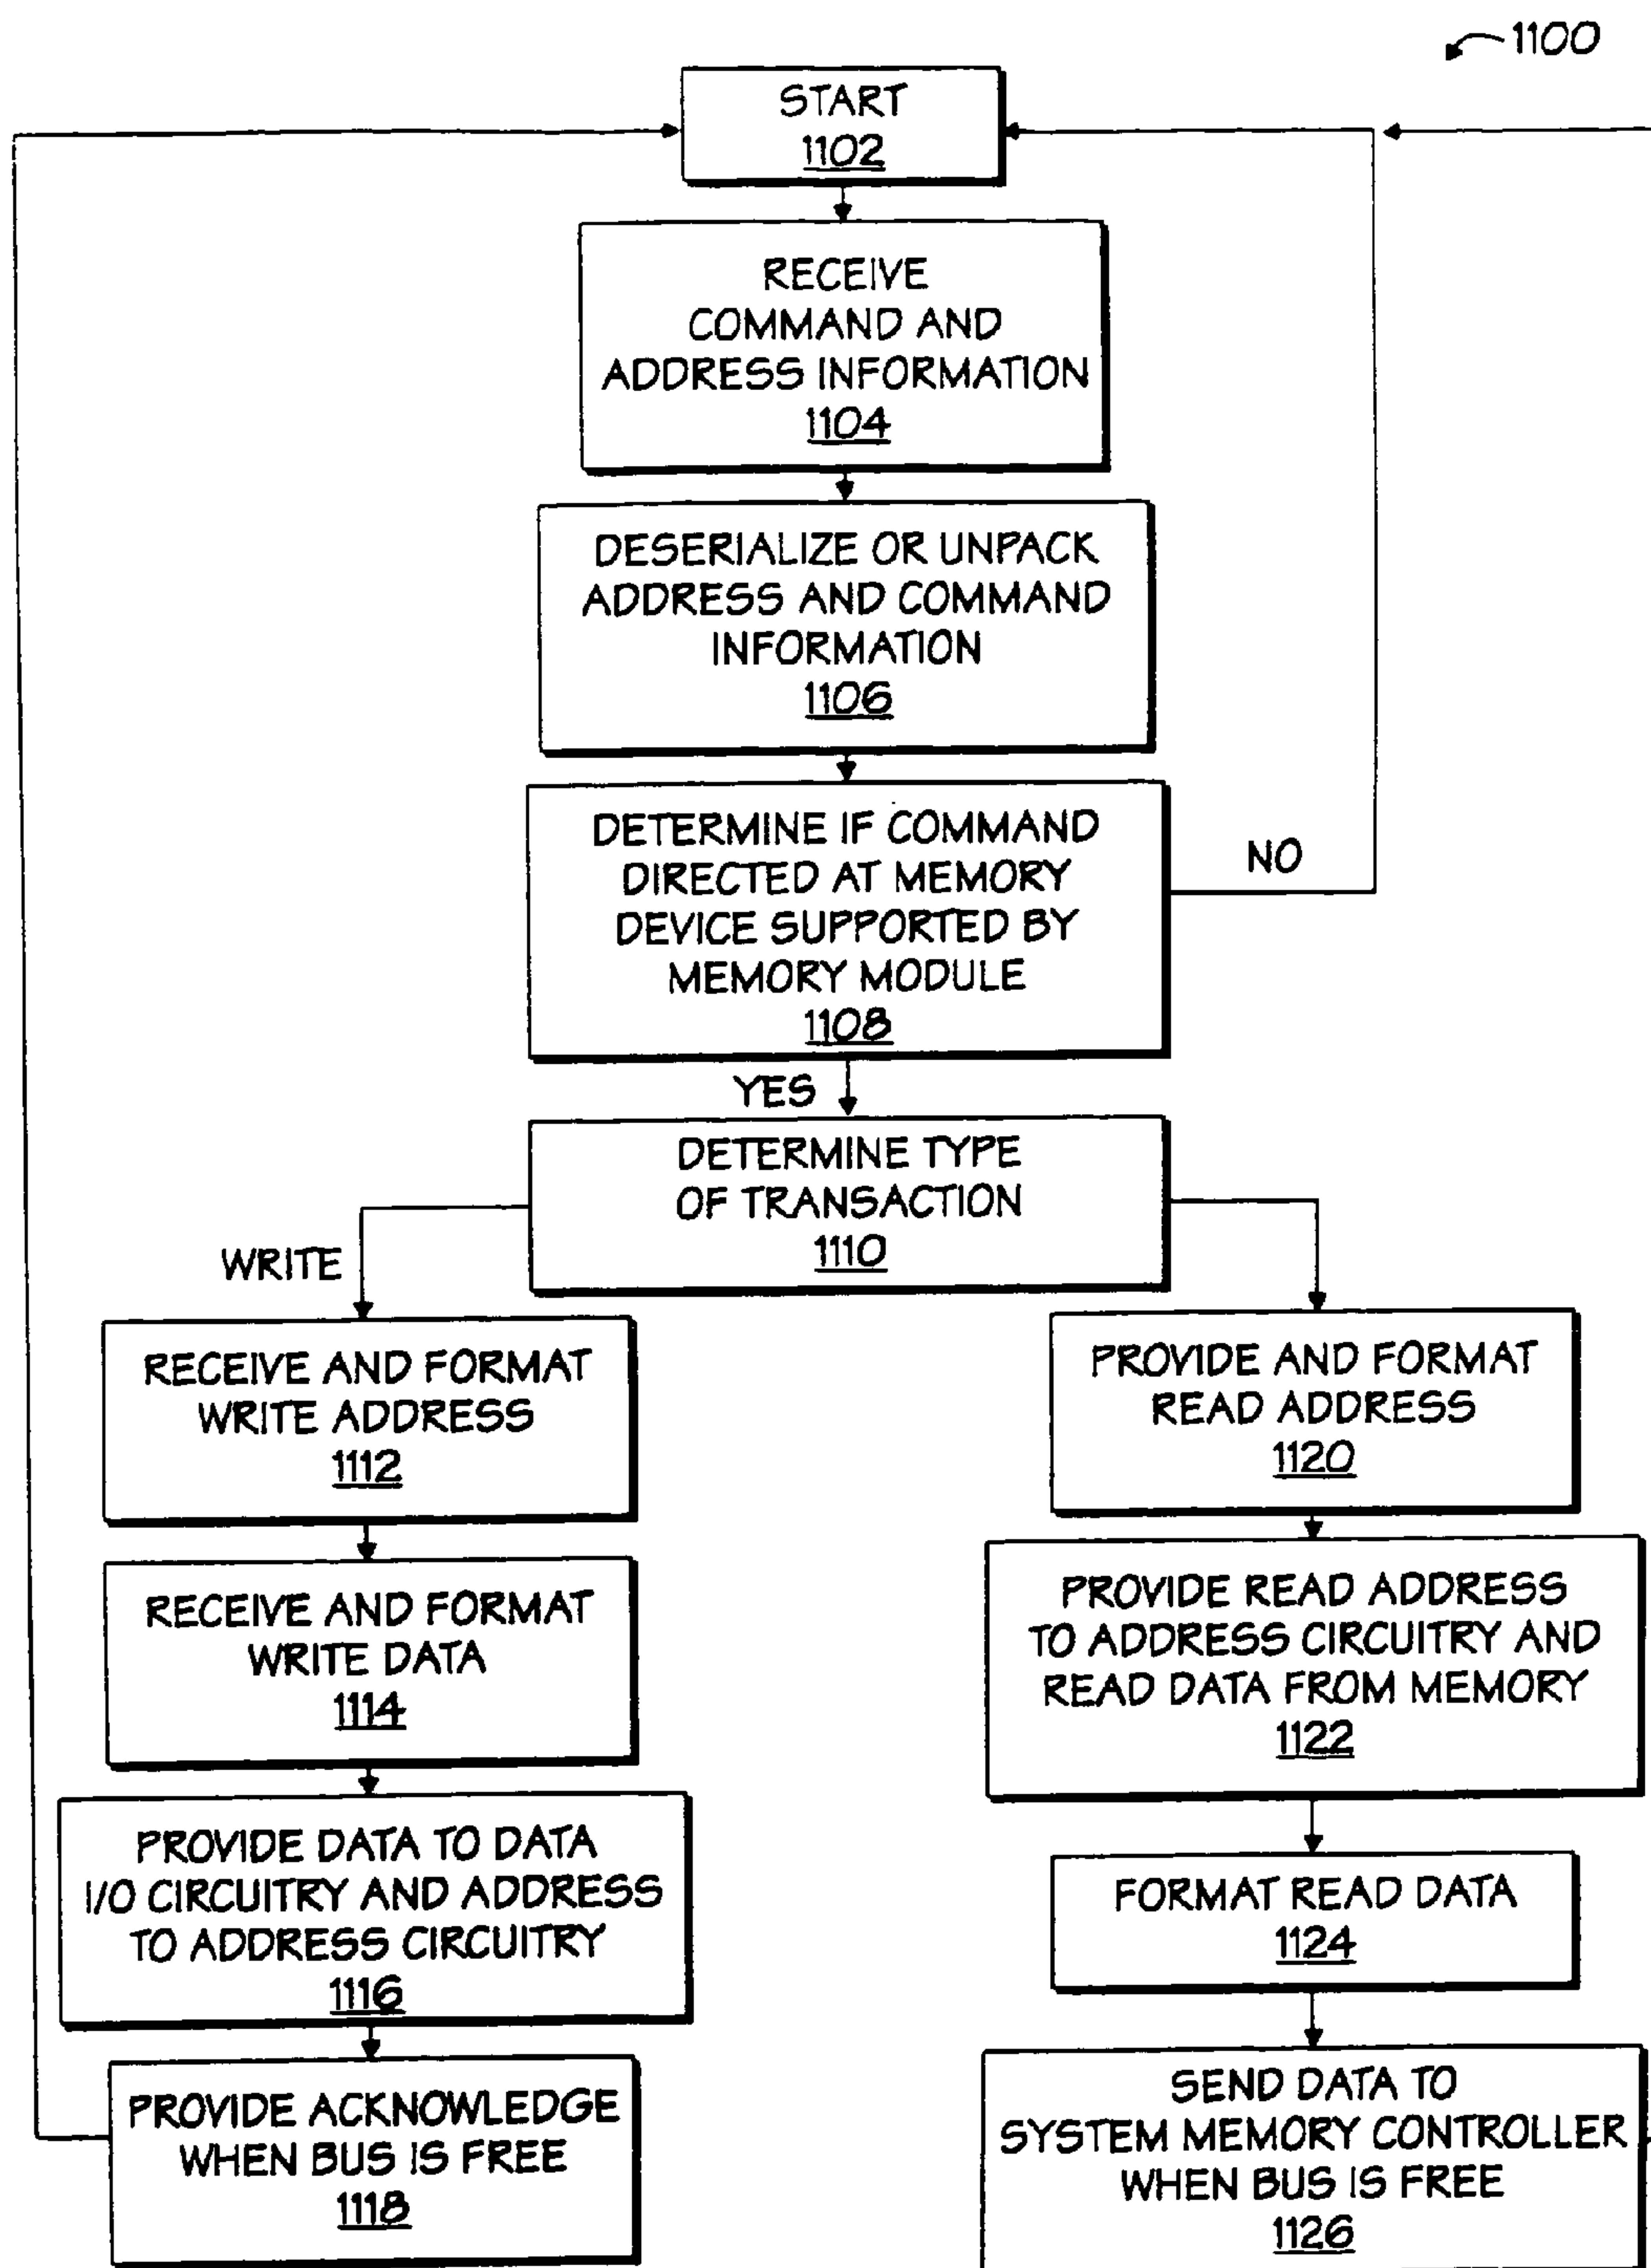 1100
START
1102
RECEIVE
COMMAND AND
ADDRESS INFORMATION
1104
DESERIALIZE OR UNPACK
ADDRESS AND COMMAND
INFORMATION
1106
DETERMINE IF COMMAND
DIRECTED AT MEMORY
DEVICE SUPPORTED BY
MEMORY MODULE
1108
NO
YES
DETERMINE TYPE
OF TRANSACTION
1110
WRITE
RECEIVE AND FORMAT
WRITE ADDRESS
1112
RECEIVE AND FORMAT
WRITE DATA
1114
PROVIDE DATA TO DATA
I/O CIRCUITRY AND ADDRESS
TO ADDRESS CIRCUITRY
1116
PROVIDE ACKNOWLEDGE
WHEN BUS IS FREE
1118
PROVIDE AND FORMAT
READ ADDRESS
1120
PROVIDE READ ADDRESS
TO ADDRESS CIRCUITRY AND
READ DATA FROM MEMORY
1122
FORMAT READ DATA
1124
SEND DATA TO
SYSTEM MEMORY CONTROLLER
WHEN BUS IS FREE
1126